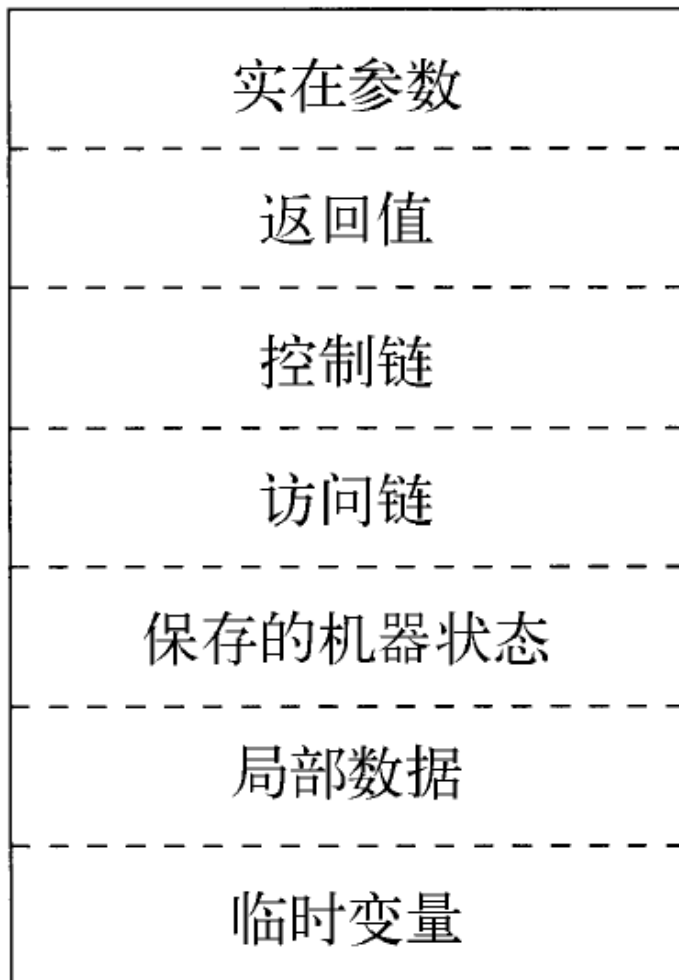 实在参数
返回值
控制链
访问链
保存的机器状态
局部数据
临时变量